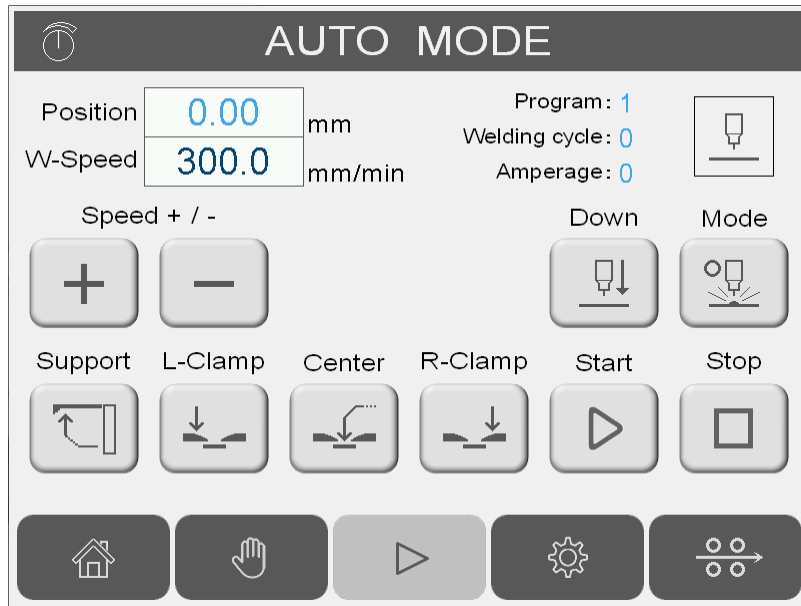 AUTO MODE
Position 0.00 mm
Program: 1
W-Speed 300.0 mm/min
Welding cycle: 0
Amperage: 0
Speed + / -
Down Mode
Support L-Clamp Center R-Clamp Start Stop